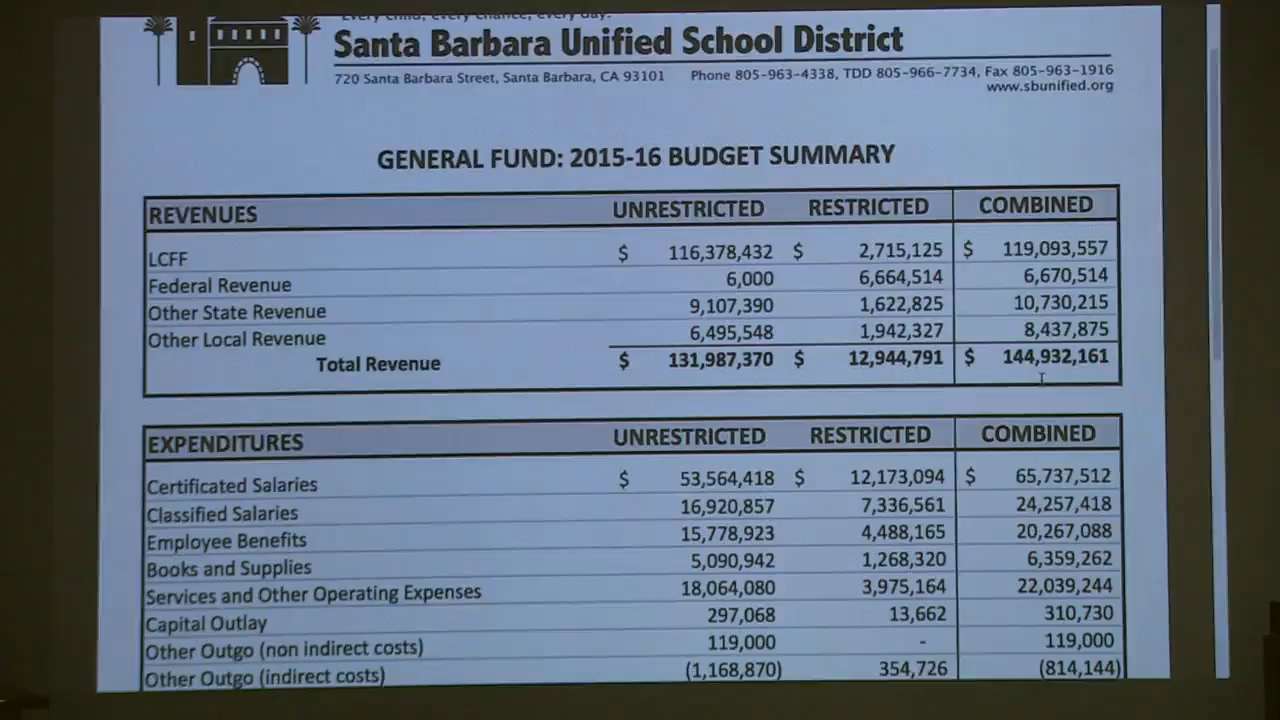 Every child, every chance, every day.
Santa Barbara Unified School District
720 Santa Barbara Street, Santa Barbara, CA 93101 Phone 805-963-4338, TDD 805-966-7734, Fax 805-963-1916
www.sbunified.org
GENERAL FUND: 2015-16 BUDGET SUMMARY
REVENUES UNRESTRICTED RESTRICTED COMBINED
LCFF $ 116,378,432 $ 2,715,125 $ 119,093,557
Federal Revenue 6,000 6,664,514 6,670,514
Other State Revenue 9,107,390 1,622,825 10,730,215
Other Local Revenue 6,495,548 1,942,327 8,437,875
Total Revenue $ 131,987,370 $ 12,944,791 $ 144,932,161
EXPENDITURES UNRESTRICTED RESTRICTED COMBINED
Certificated Salaries $ 53,564,418 $ 12,173,094 $ 65,737,512
Classified Salaries 16,920,857 7,336,561 24,257,418
Employee Benefits 15,778,923 4,488,165 20,267,088
Books and Supplies 5,090,942 1,268,320 6,359,262
Services and Other Operating Expenses 18,064,080 3,975,164 22,039,244
Capital Outlay 297,068 13,662 310,730
Other Outgo (non indirect costs) 119,000 - 119,000
Other Outgo (indirect costs) (1,168,870) 354,726 (814,144)